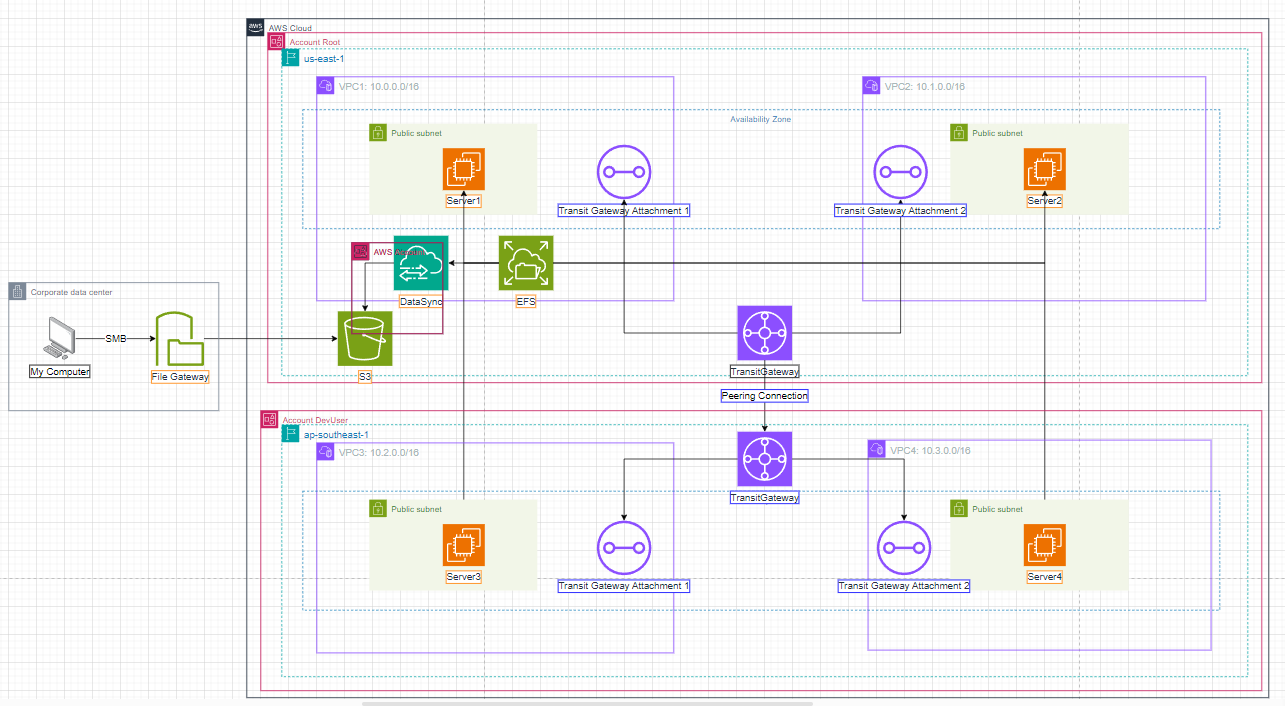 aws
AWS Cloud
Account Root
us-east-1
VPC1: 10.0.0.0/16
VPC2: 10.1.0.0/16
Availability Zone
Public subnet
Public subnet
Server1
Server2
Transit Gateway Attachment 1
Transit Gateway Attachment 2
AWS Cloud
DataSync
EFS
Corporate data center
SMB
My Computer
File Gateway
S3
TransitGateway
Peering Connection
Account DevUser
ap-southeast-1
VPC3: 10.2.0.0/16
VPC4: 10.3.0.0/16
TransitGateway
Public subnet
Public subnet
Server3
Server4
Transit Gateway Attachment 1
Transit Gateway Attachment 2